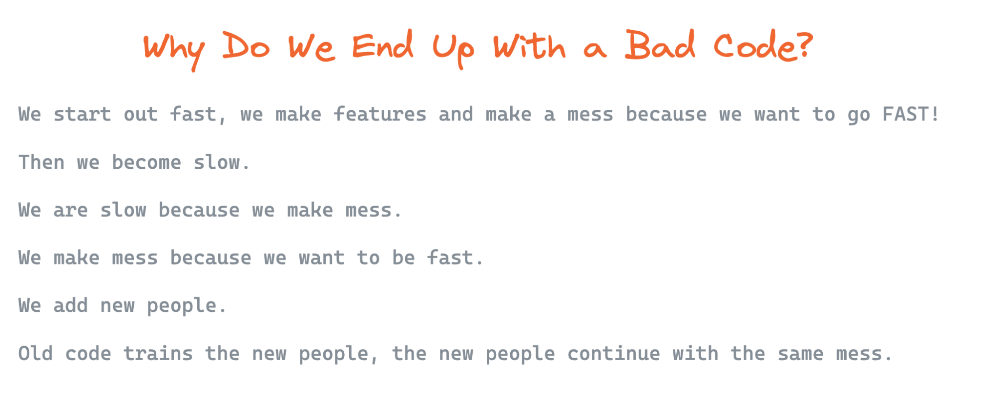 Why Do We End Up With a Bad Code?
We start out fast, we make features and make a mess because we want to go FAST!
Then we become slow.
We are slow because we make mess.
We make mess because we want to be fast.
We add new people.
Old code trains the new people, the new people continue with the same mess.